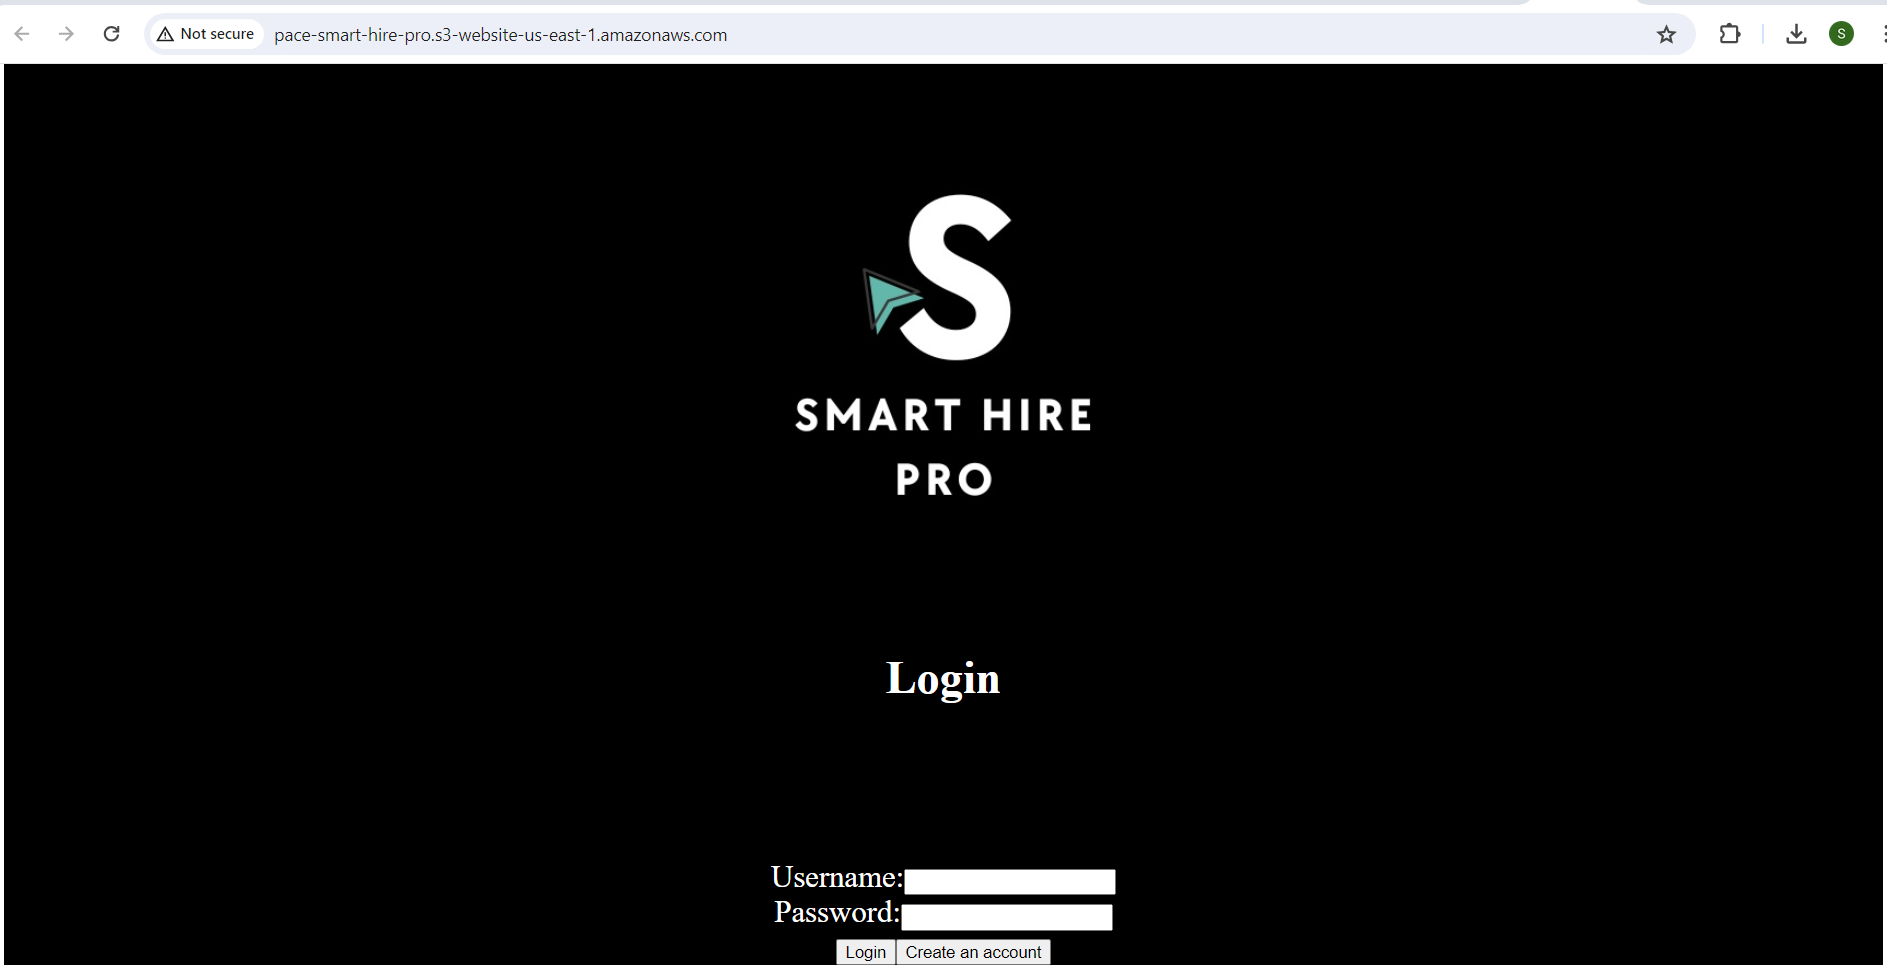 Not secure pace-smart-hire-pro.s3-website-us-east-1.amazonaws.com S
S
SMART HIRE
PRO
Login
Username:
Password:
Login Create an account